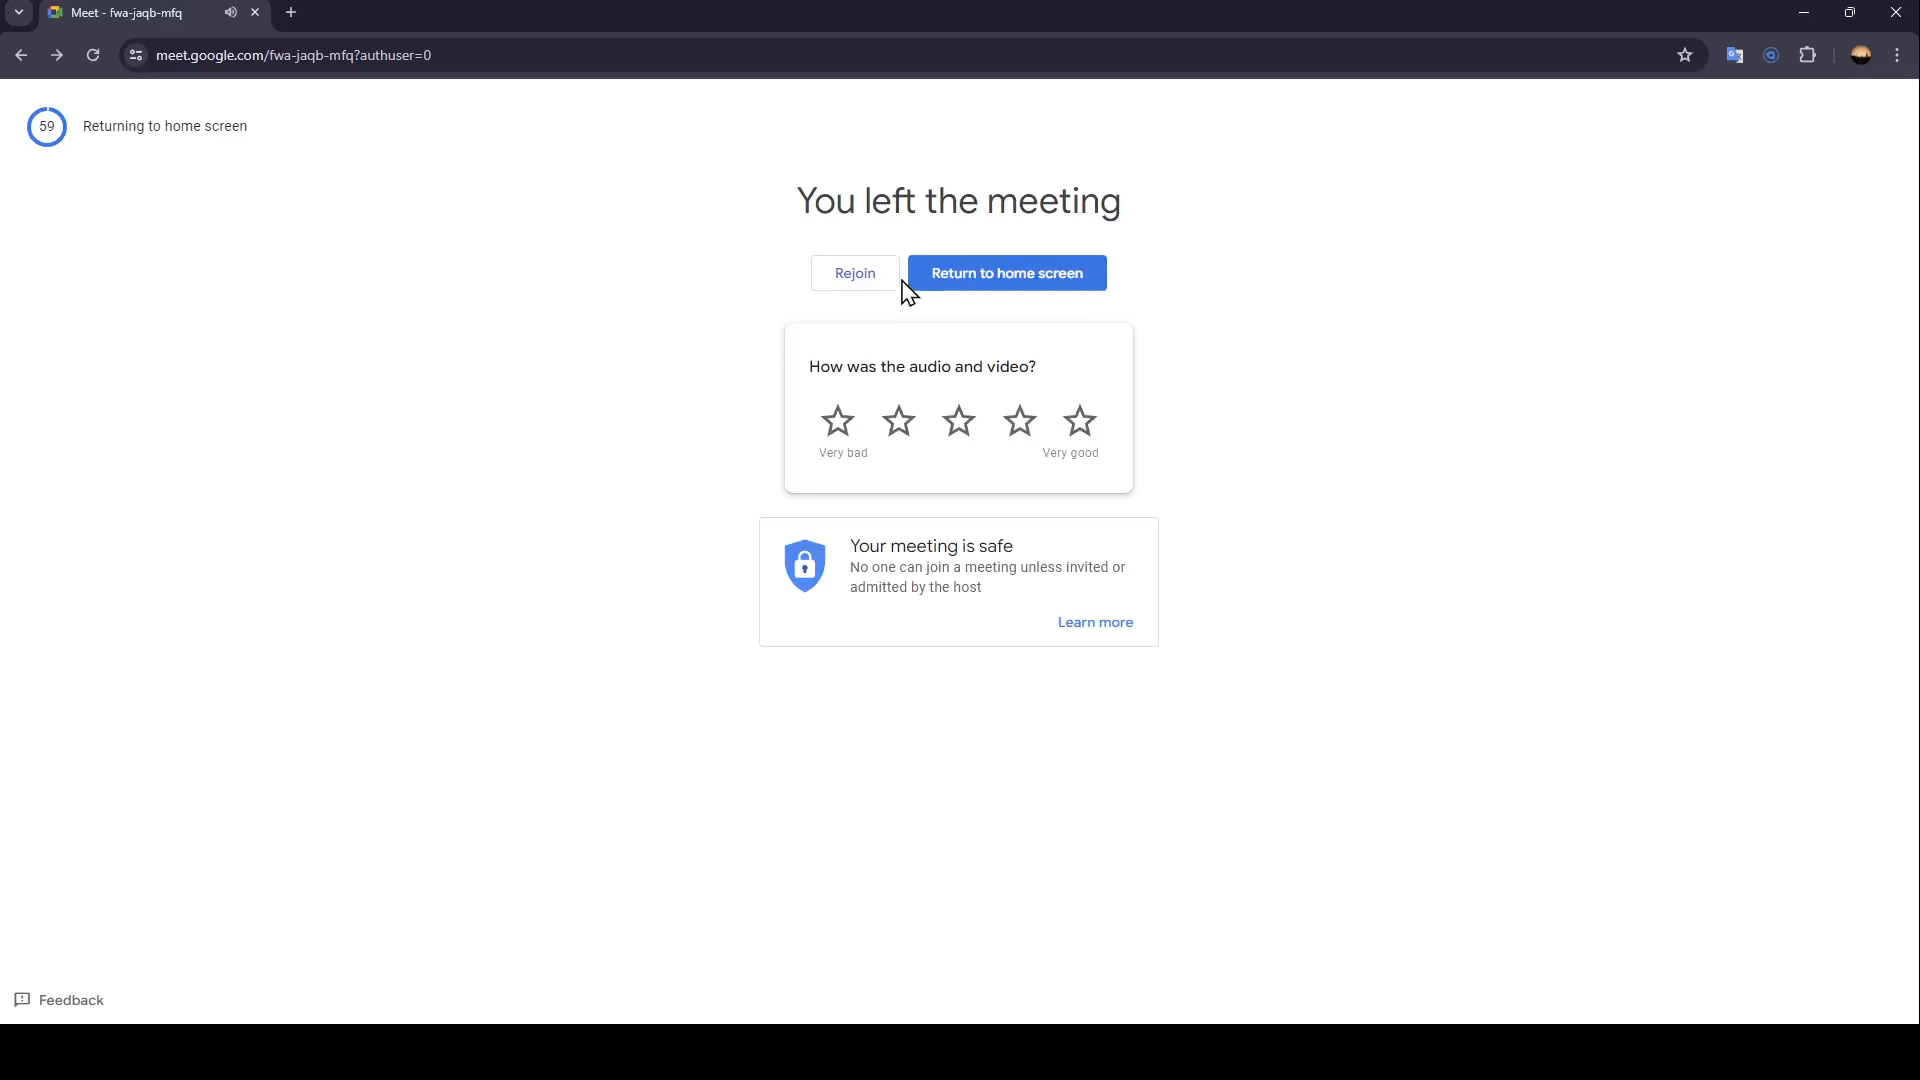 Meet - fwa-jaqb-mfq
meet.google.com/fwa-jaqb-mfq?authuser=0
59 Returning to home screen
You left the meeting
Rejoin Return to home screen
How was the audio and video?
Very bad Very good
Your meeting is safe
No one can join a meeting unless invited or
admitted by the host
Learn more
Feedback